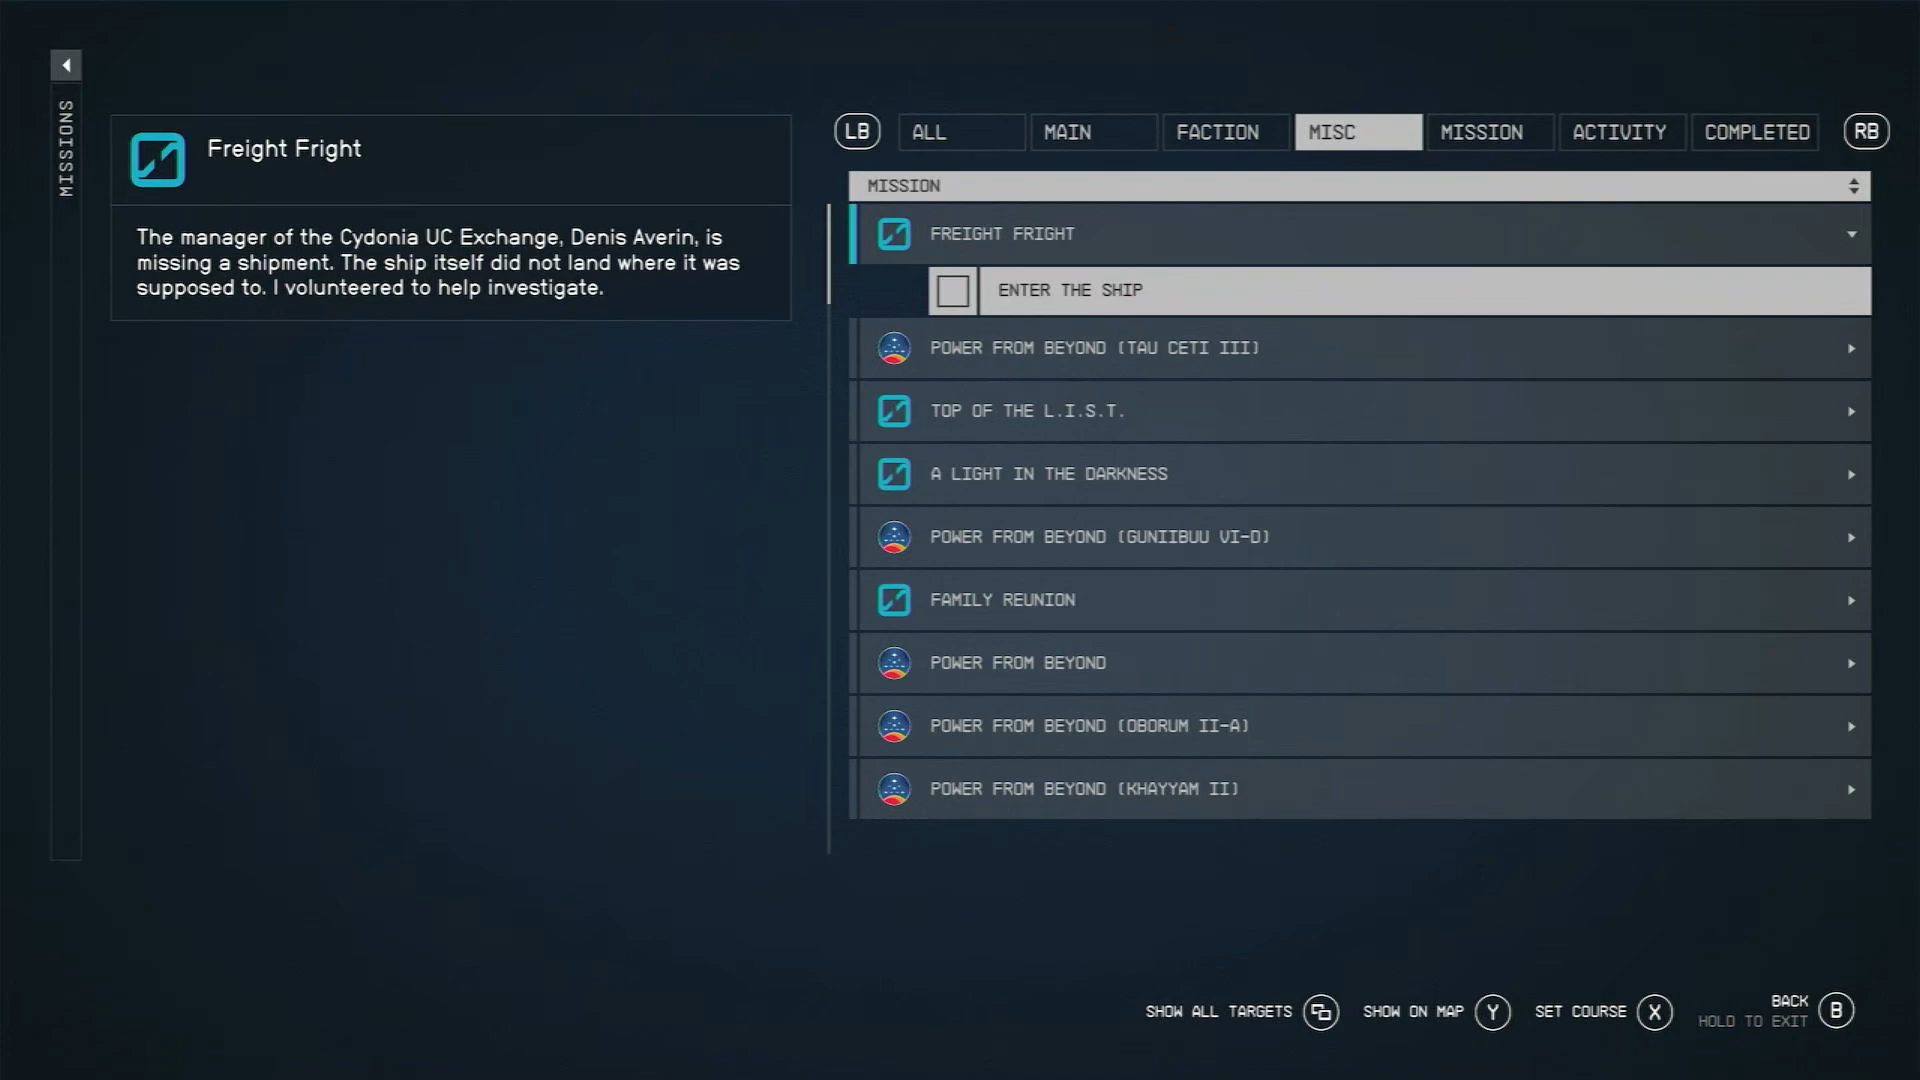 MISSIONS
Freight Fright
The manager of the Cydonia UC Exchange, Denis Averin, is
missing a shipment. The ship itself did not land where it was
supposed to. I volunteered to help investigate.
LB ALL MAIN FACTION MISC MISSION ACTIVITY COMPLETED RB
MISSION
FREIGHT FRIGHT
ENTER THE SHIP
POWER FROM BEYOND (TAU CETI III)
TOP OF THE L.I.S.T.
A LIGHT IN THE DARKNESS
POWER FROM BEYOND (GUNIIBUU VI-D)
FAMILY REUNION
POWER FROM BEYOND
POWER FROM BEYOND (OBORUM II-A)
POWER FROM BEYOND (KHAYYAM II)
SHOW ALL TARGETS SHOW ON MAP Y SET COURSE X BACK B
HOLD TO EXIT